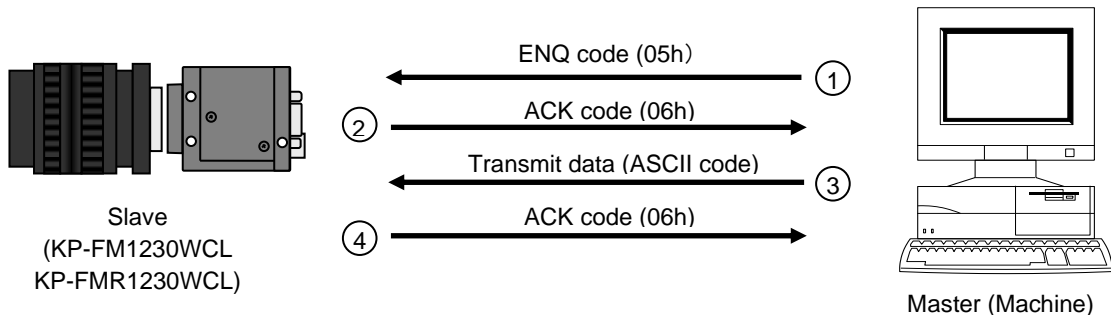 ENQ code (05h）
①
ACK code (06h)
②
Transmit data (ASCII code)
③
ACK code (06h)
④
Slave
(KP-FM1230WCL
KP-FMR1230WCL)
Master (Machine)